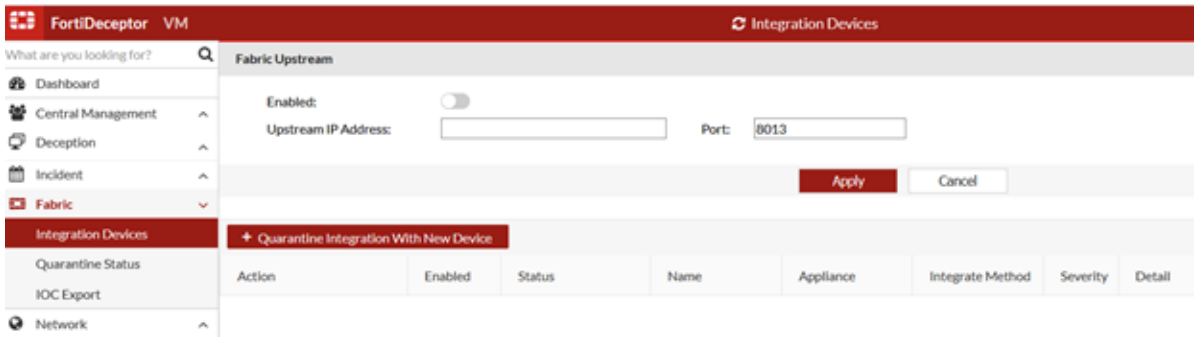 FortiDeceptor VM
Integration Devices
What are you looking for?
Dashboard
Central Management
Deception
Incident
Fabric
Integration Devices
Quarantine Status
IOC Export
Network
Fabric Upstream
Enabled:
Upstream IP Address:
Port: 8013
Apply Cancel
+ Quarantine Integration With New Device
Action Enabled Status Name Appliance Integrate Method Severity Detail